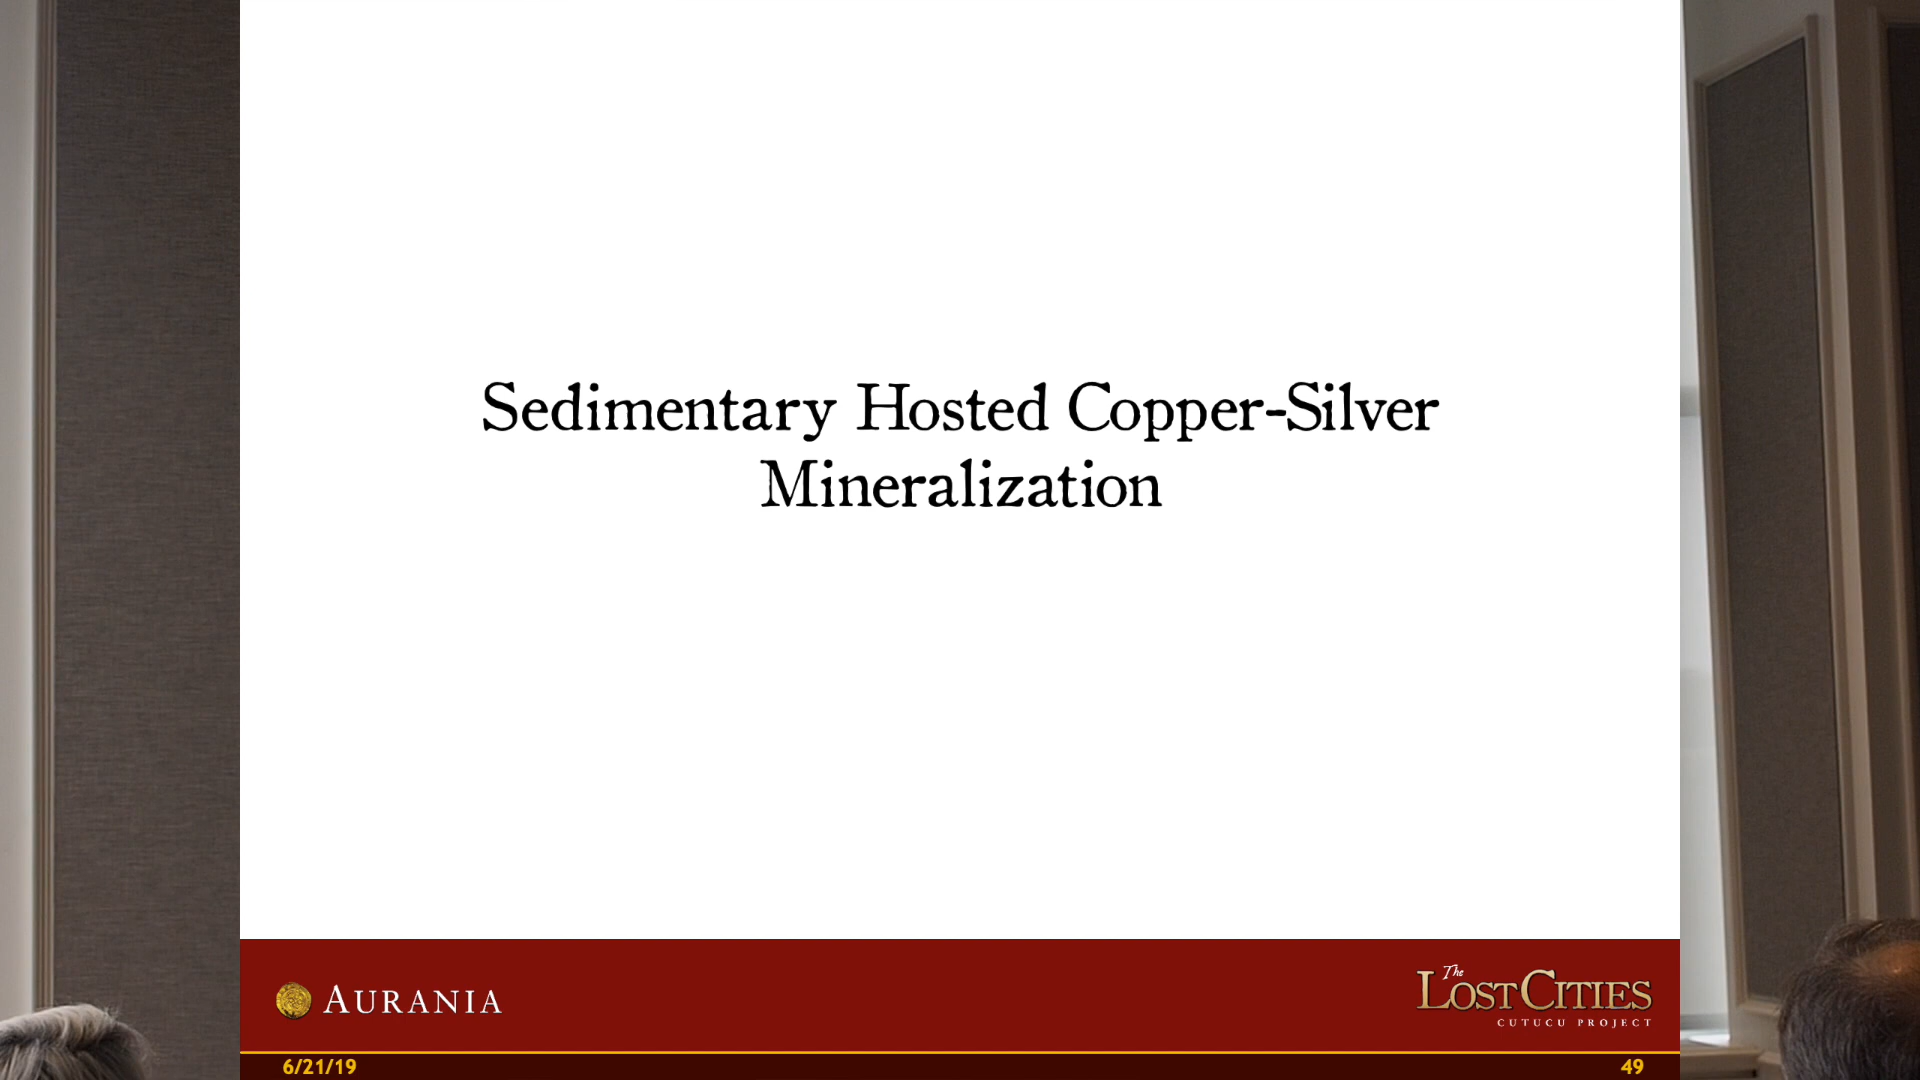 Sedimentary Hosted Copper-Silver
Mineralization
AURANIA
The
LOST CITIES
CUTUCU PROJECT
6/21/19
49